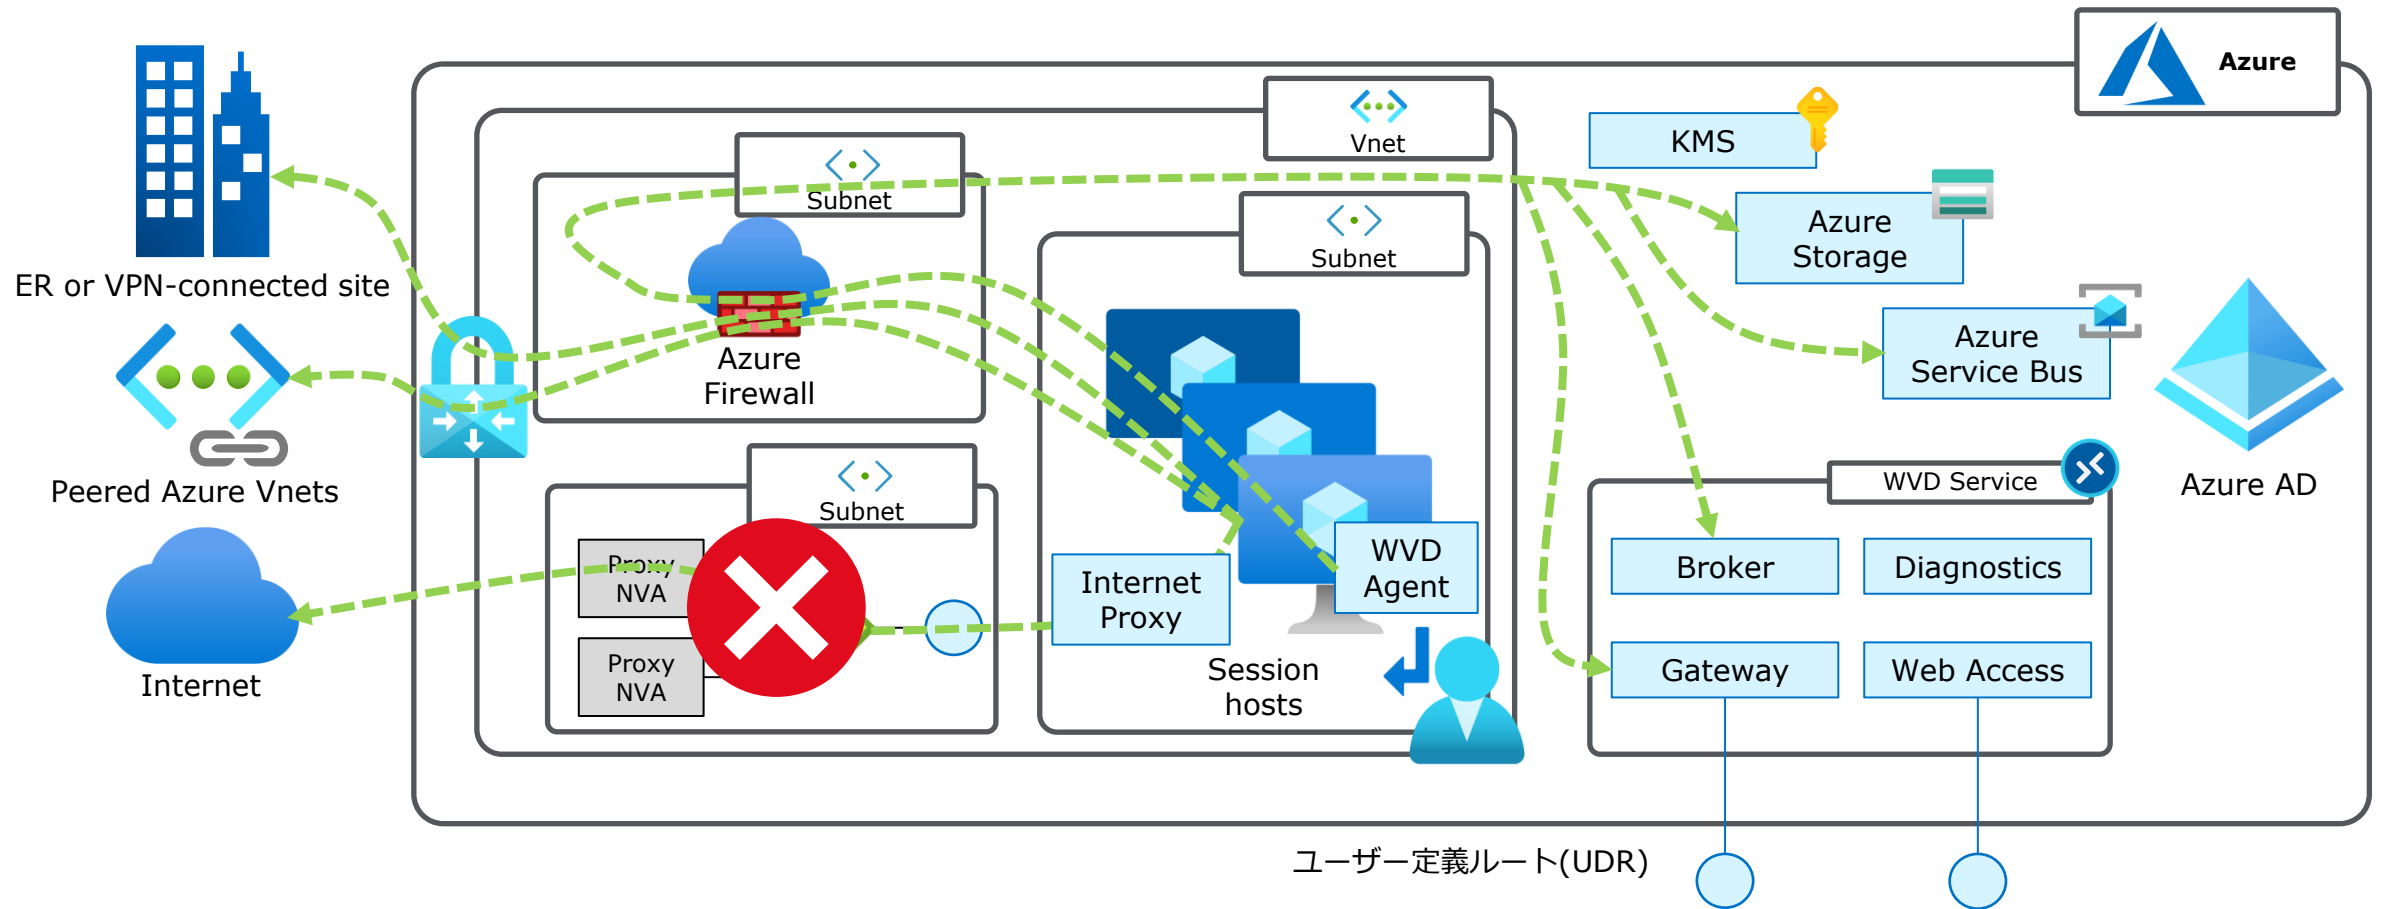 Azure
Vnet
KMS
Subnet
Azure
Storage
Subnet
ER or VPN-connected site
Azure
Service Bus
Azure
Firewall
Peered Azure Vnets
WVD Service
Azure AD
Subnet
Proxy
NVA
Internet
Proxy
WVD
Agent
Broker
Diagnostics
Proxy
NVA
Internet
Session
hosts
Gateway
Web Access
ユーザー定義ルート(UDR)